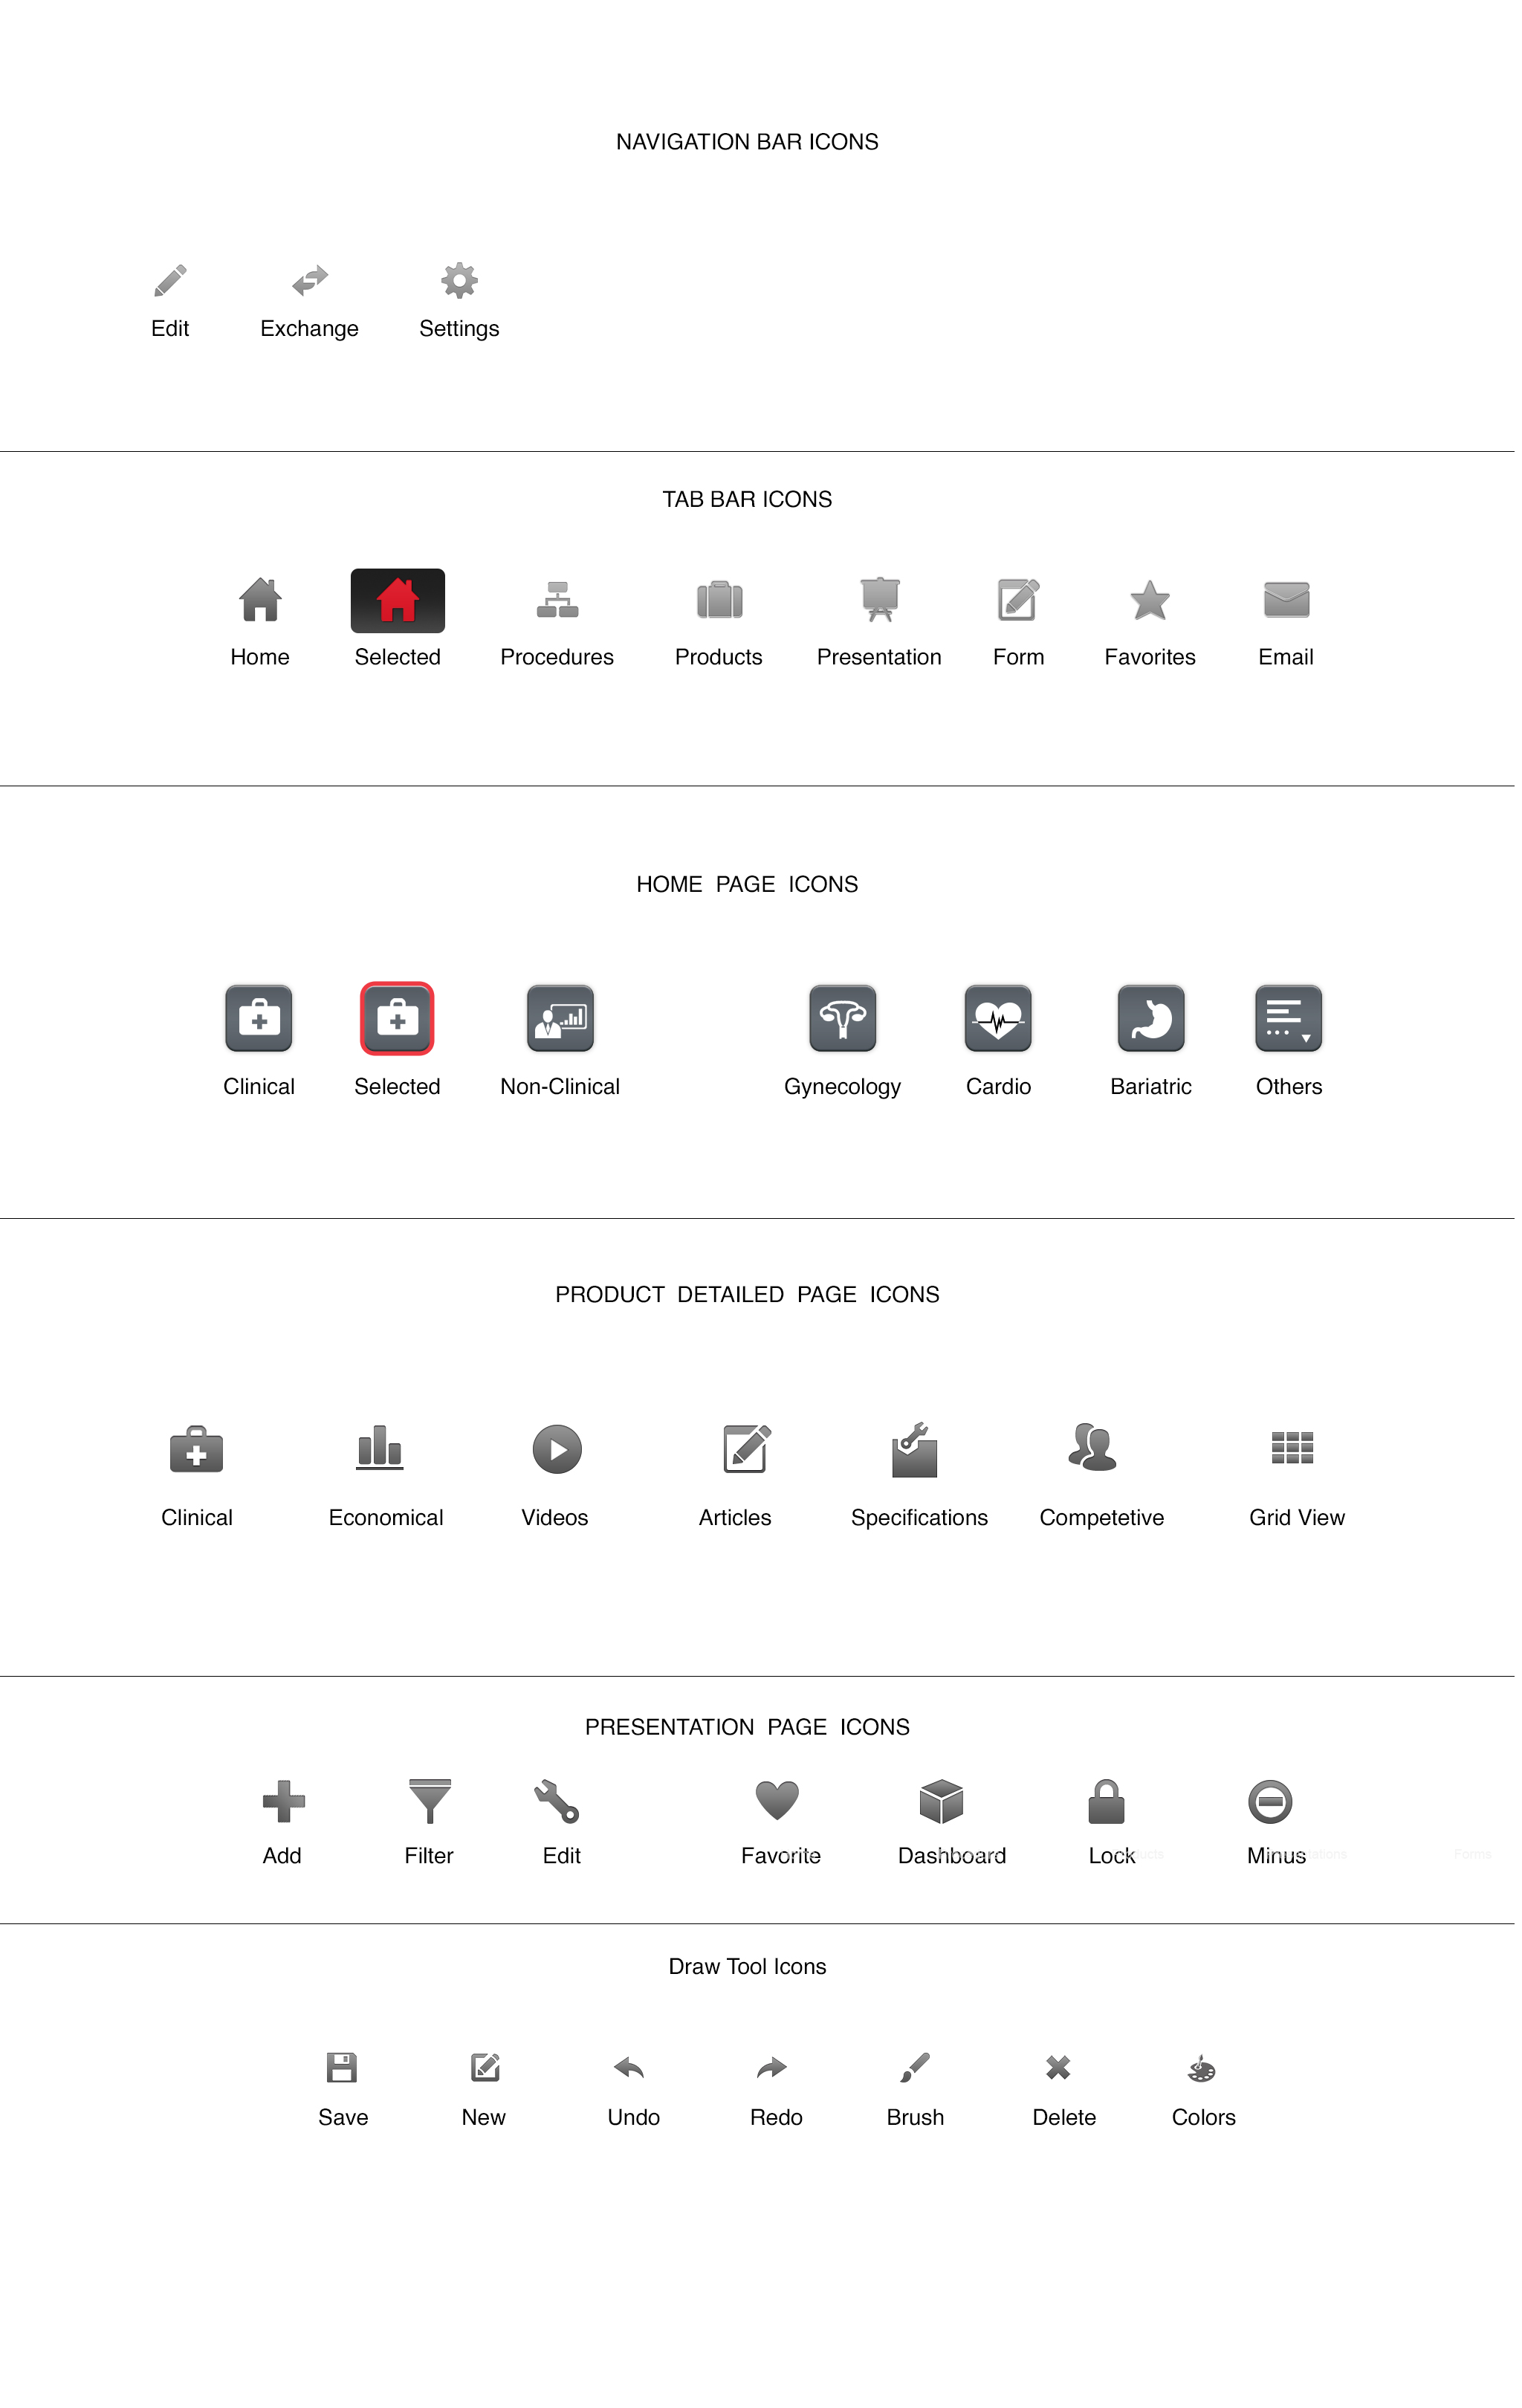 NAVIGATION BAR ICONS
Edit Exchange Settings
TAB BAR ICONS
Home Selected Procedures Products Presentation Form Favorites Email
HOME PAGE ICONS
Clinical Selected Non-Clinical Gynecology Cardio Bariatric Others
PRODUCT DETAILED PAGE ICONS
Clinical Economical Videos Articles Specifications Competetive Grid View
PRESENTATION PAGE ICONS
Add Filter Edit Favorite Dashboard Lock Minus Forms
Draw Tool Icons
Save New Undo Redo Brush Delete Colors